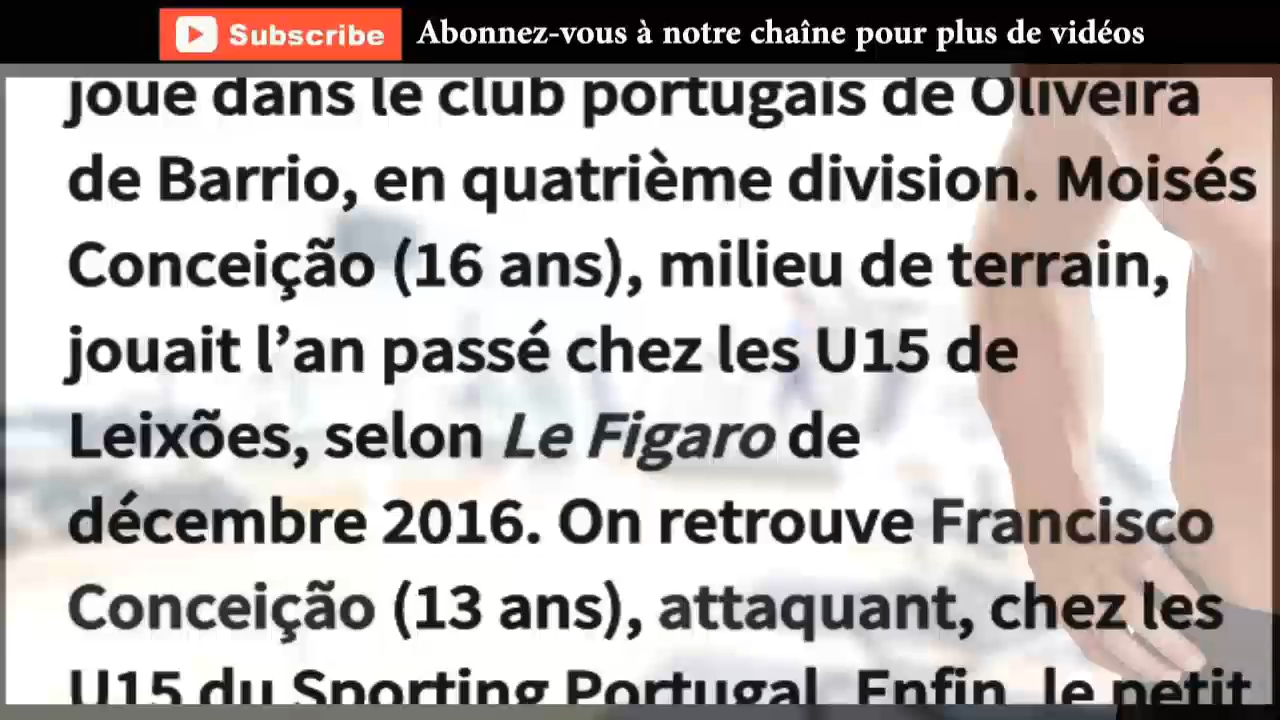 Subscribe Abonnez-vous à notre chaîne pour plus de vidéos
joue dans le club portugais de Oliveira
de Barrio, en quatrième division. Moisés
Conceição (16 ans), milieu de terrain,
jouait l’an passé chez les U15 de
Leixões, selon Le Figaro de
décembre 2016. On retrouve Francisco
Conceição (13 ans), attaquant, chez les
U15 du Sporting Portugal. Enfin, le petit